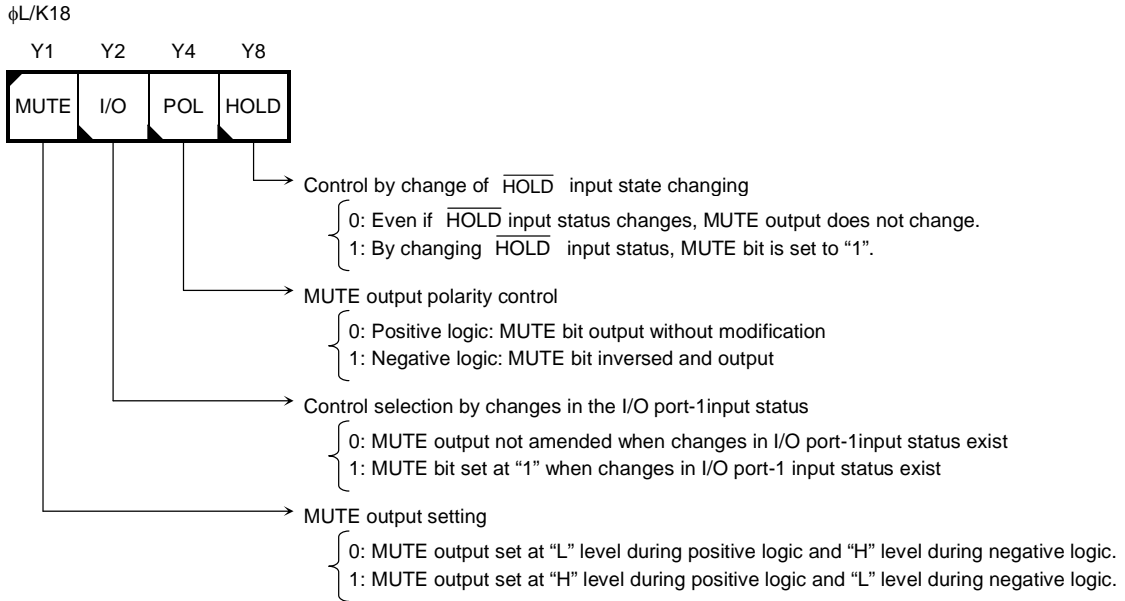 ϕL/K18
Y1 Y2 Y4 Y8
MUTE I/O POL HOLD
Control by change of HOLD input state changing
0: Even if HOLD input status changes, MUTE output does not change.
1: By changing HOLD input status, MUTE bit is set to “1”.
MUTE output polarity control
0: Positive logic: MUTE bit output without modification
1: Negative logic: MUTE bit inversed and output
Control selection by changes in the I/O port-1input status
0: MUTE output not amended when changes in I/O port-1input status exist
1: MUTE bit set at “1” when changes in I/O port-1 input status exist
MUTE output setting
0: MUTE output set at “L” level during positive logic and “H” level during negative logic.
1: MUTE output set at “H” level during positive logic and “L” level during negative logic.